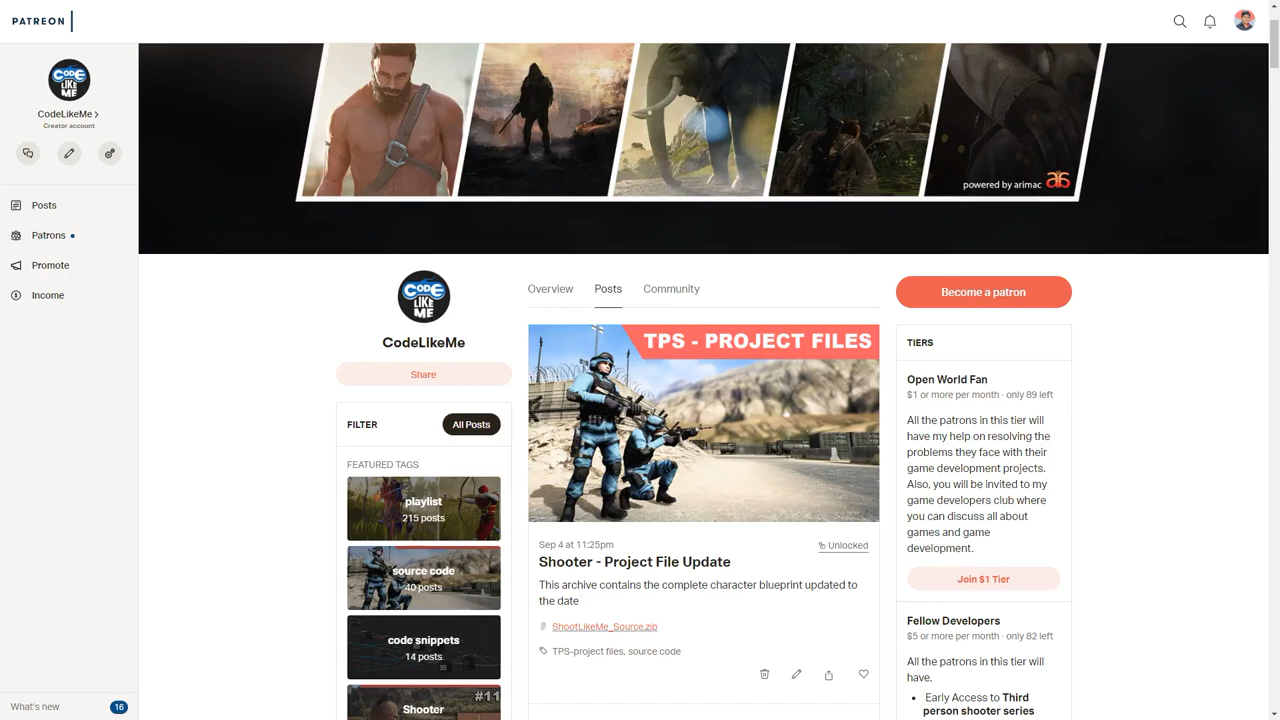 PATREON
CODE
LIKE
ME
CodeLikeMe
Creator account
Posts
Patrons
Promote
Income
What's new
16
powered by arimac
CODE
LIKE
ME
CodeLikeMe
Share
FILTER
All Posts
FEATURED TAGS
playlist
215 posts
source code
40 posts
code snippets
14 posts
#11
Shooter
Overview
Posts
Community
TPS - PROJECT FILES
Sep 4 at 11:25pm
Unlocked
Shooter - Project File Update
This archive contains the complete character blueprint updated to
the date
ShootLikeMe_Source.zip
TPS-project files, source code
Become a patron
TIERS
Open World Fan
$1 or more per month · only 89 left
All the patrons in this tier will
have my help on resolving the
problems they face with their
game development projects.
Also, you will be invited to my
game developers club where
you can discuss all about
games and game
development.
Join $1 Tier
Fellow Developers
$5 or more per month · only 82 left
All the patrons in this tier will
have,
• Early Access to Third
person shooter series